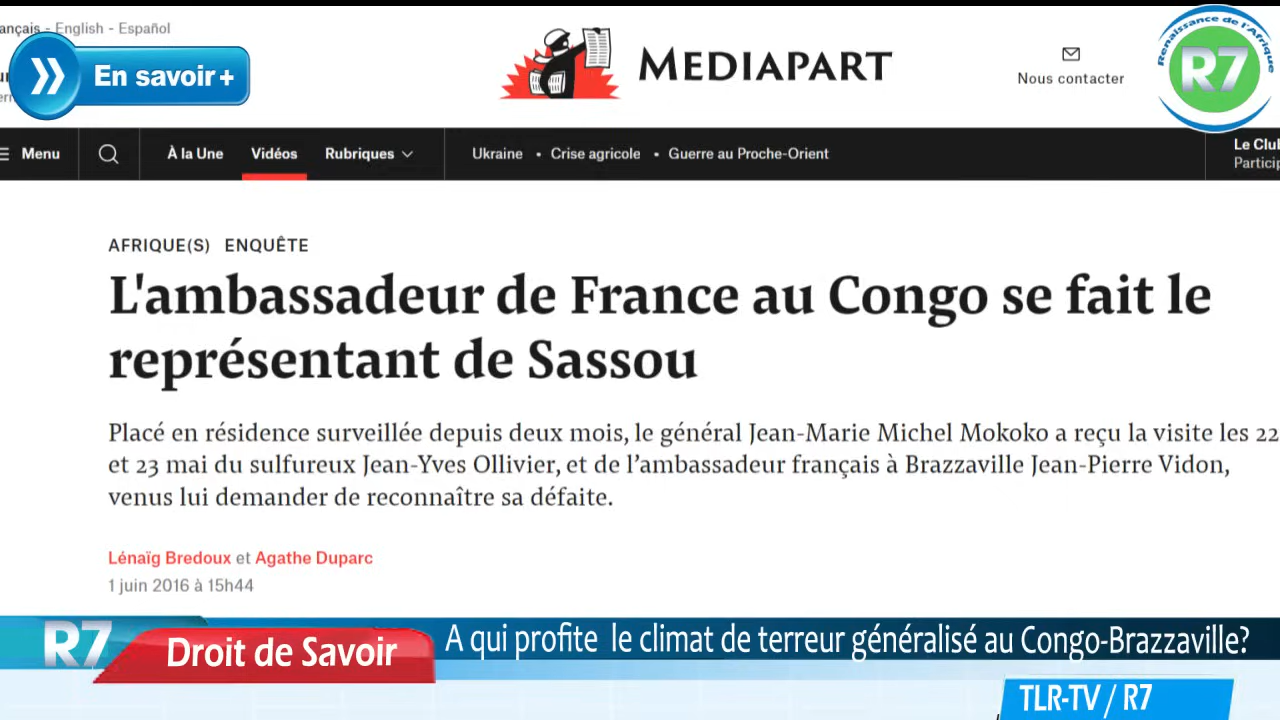 ançais - English - Español
En savoir+
MEDIAPART
Nous contacter
Renaissance de l'Afrique
R7
Menu
À la Une
Vidéos
Rubriques
Ukraine • Crise agricole • Guerre au Proche-Orient
Le Clu
Particip
AFRIQUE(S) ENQUÊTE
L'ambassadeur de France au Congo se fait le
représentant de Sassou
Placé en résidence surveillée depuis deux mois, le général Jean-Marie Michel Mokoko a reçu la visite les 22
et 23 mai du sulfureux Jean-Yves Ollivier, et de l’ambassadeur français à Brazzaville Jean-Pierre Vidon,
venus lui demander de reconnaître sa défaite.
Lénaïg Bredoux et Agathe Duparc
1 juin 2016 à 15h44
R7
Droit de Savoir
A qui profite le climat de terreur généralisé au Congo-Brazzaville?
TLR-TV / R7